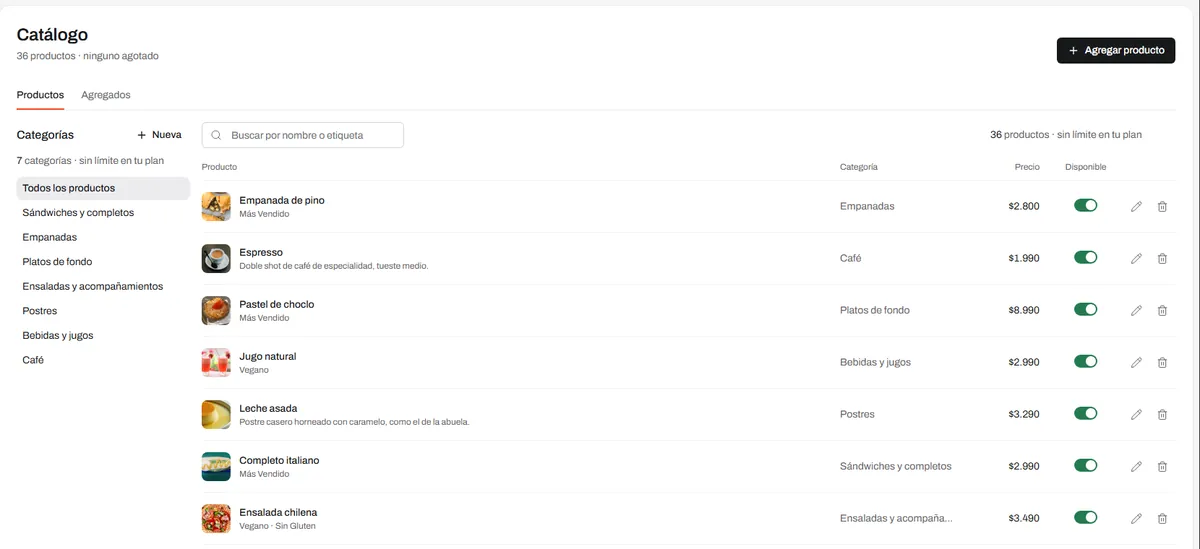 Catálogo
36 productos · ninguno agotado
+ Agregar producto
Productos Agregados
Categorías + Nueva
7 categorías · sin límite en tu plan
Todos los productos
Sándwiches y completos
Empanadas
Platos de fondo
Ensaladas y acompañamientos
Postres
Bebidas y jugos
Café
Buscar por nombre o etiqueta
36 productos · sin límite en tu plan
Producto Categoría Precio Disponible
Empanada de pino
Más Vendido
Empanadas $2.800
Espresso
Doble shot de café de especialidad, tueste medio.
Café $1.990
Pastel de choclo
Más Vendido
Platos de fondo $8.990
Jugo natural
Vegano
Bebidas y jugos $2.990
Leche asada
Postre casero horneado con caramelo, como el de la abuela.
Postres $3.290
Completo italiano
Más Vendido
Sándwiches y completos $2.990
Ensalada chilena
Vegano · Sin Gluten
Ensaladas y acompaña... $3.490